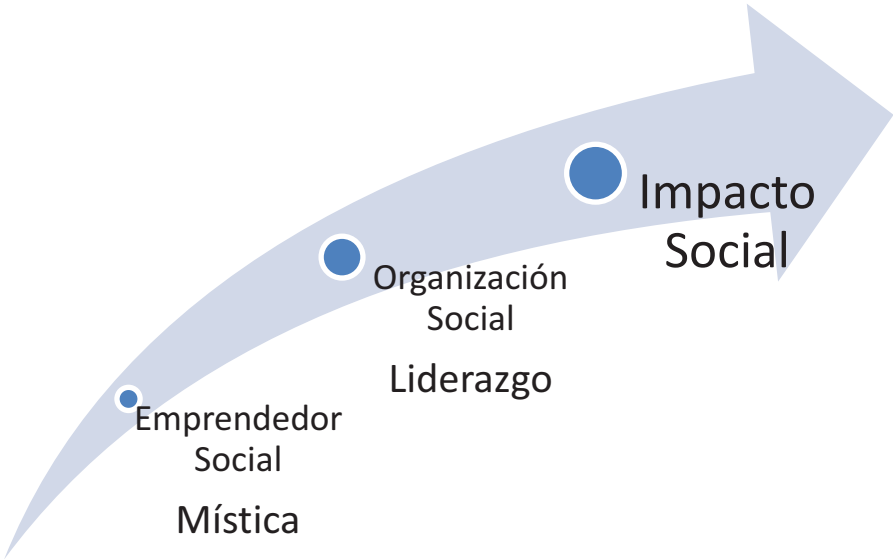 Impacto
Social
Organización
Social
Liderazgo
Emprendedor
Social
Mística